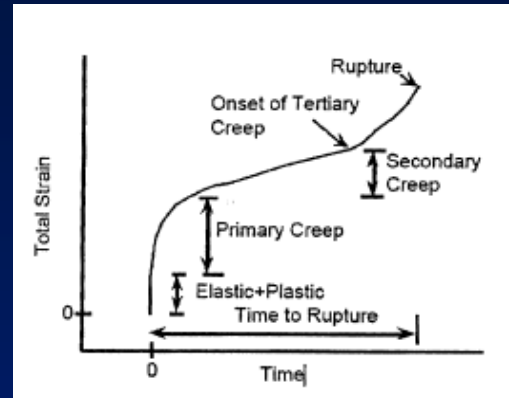 Rupture
Onset of Tertiary
Creep
Secondary
Creep
Primary Creep
Elastic+Plastic
Time to Rupture
Total Strain
0
0
Time